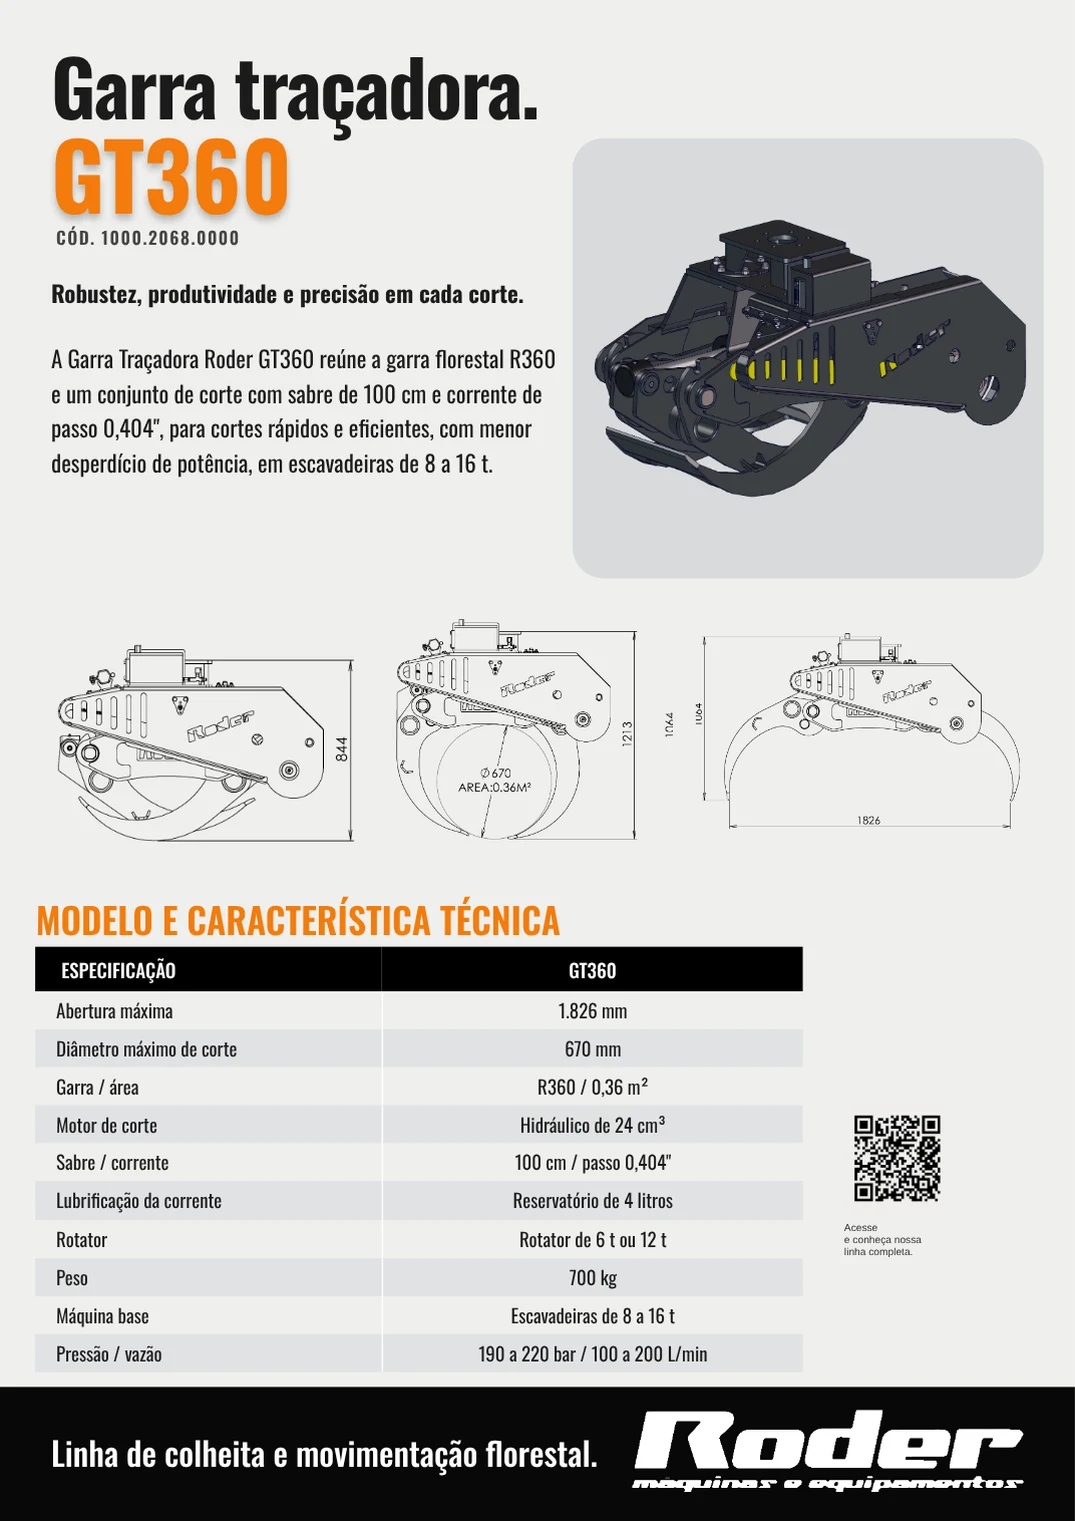 Garra traçadora.
GT360
CÓD. 1000.2068.0000
Robustez, produtividade e precisão em cada corte.
A Garra Traçadora Roder GT360 reúne a garra florestal R360
e um conjunto de corte com sabre de 100 cm e corrente de
passo 0,404", para cortes rápidos e eficientes, com menor
desperdício de potência, em escavadeiras de 8 a 16 t.
Roder
Roder
844
Roder
Ø 670
AREA:0.36M²
1213
1064
1064
Roder
1826
MODELO E CARACTERÍSTICA TÉCNICA
ESPECIFICAÇÃO GT360
Abertura máxima 1.826 mm
Diâmetro máximo de corte 670 mm
Garra / área R360 / 0,36 m²
Motor de corte Hidráulico de 24 cm³
Sabre / corrente 100 cm / passo 0,404"
Lubrificação da corrente Reservatório de 4 litros
Rotator Rotator de 6 t ou 12 t
Peso 700 kg
Máquina base Escavadeiras de 8 a 16 t
Pressão / vazão 190 a 220 bar / 100 a 200 L/min
Acesse
e conheça nossa
linha completa.
Linha de colheita e movimentação florestal.
Roder
máquinas e equipamentos